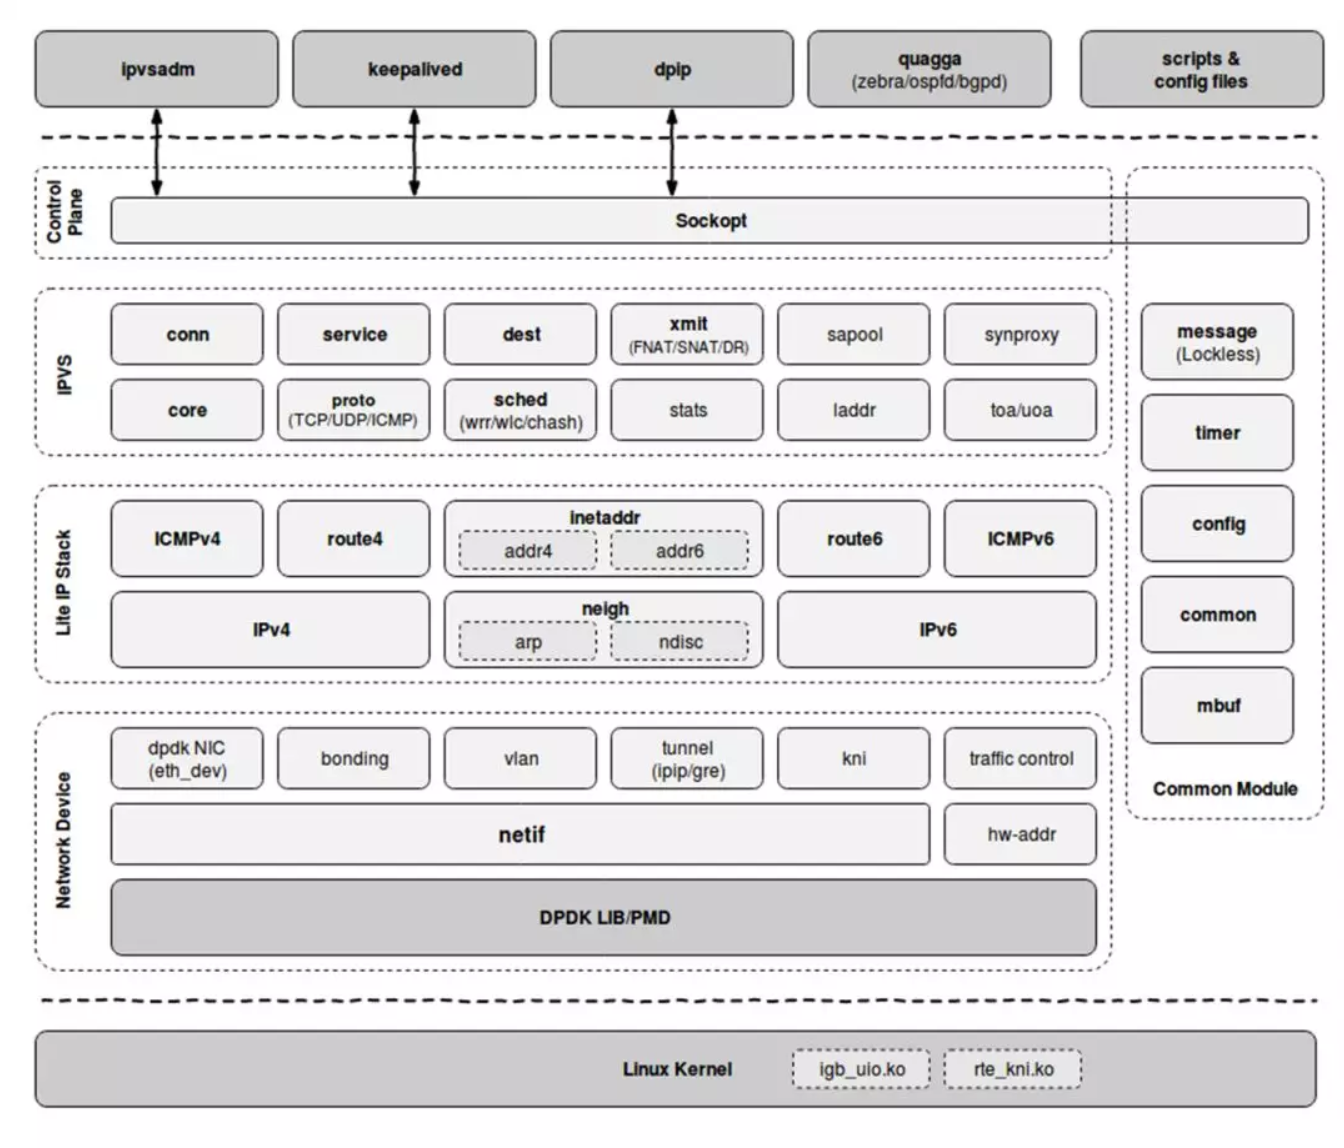 ipvsadm
keepalived
dpip
quagga
(zebra/ospfd/bgpd)
scripts &
config files
Control
Plane
Sockopt
IPVS
conn
service
dest
xmit
(FNAT/SNAT/DR)
sapool
synproxy
core
proto
(TCP/UDP/ICMP)
sched
(wrr/wlc/chash)
stats
laddr
toa/uoa
Lite IP Stack
ICMPv4
route4
inetaddr
addr4
addr6
route6
ICMPv6
IPv4
neigh
arp
ndisc
IPv6
Network Device
dpdk NIC
(eth_dev)
bonding
vlan
tunnel
(ipip/gre)
kni
traffic control
netif
hw-addr
DPDK LIB/PMD
message
(Lockless)
timer
config
common
mbuf
Common Module
Linux Kernel
igb_uio.ko
rte_kni.ko